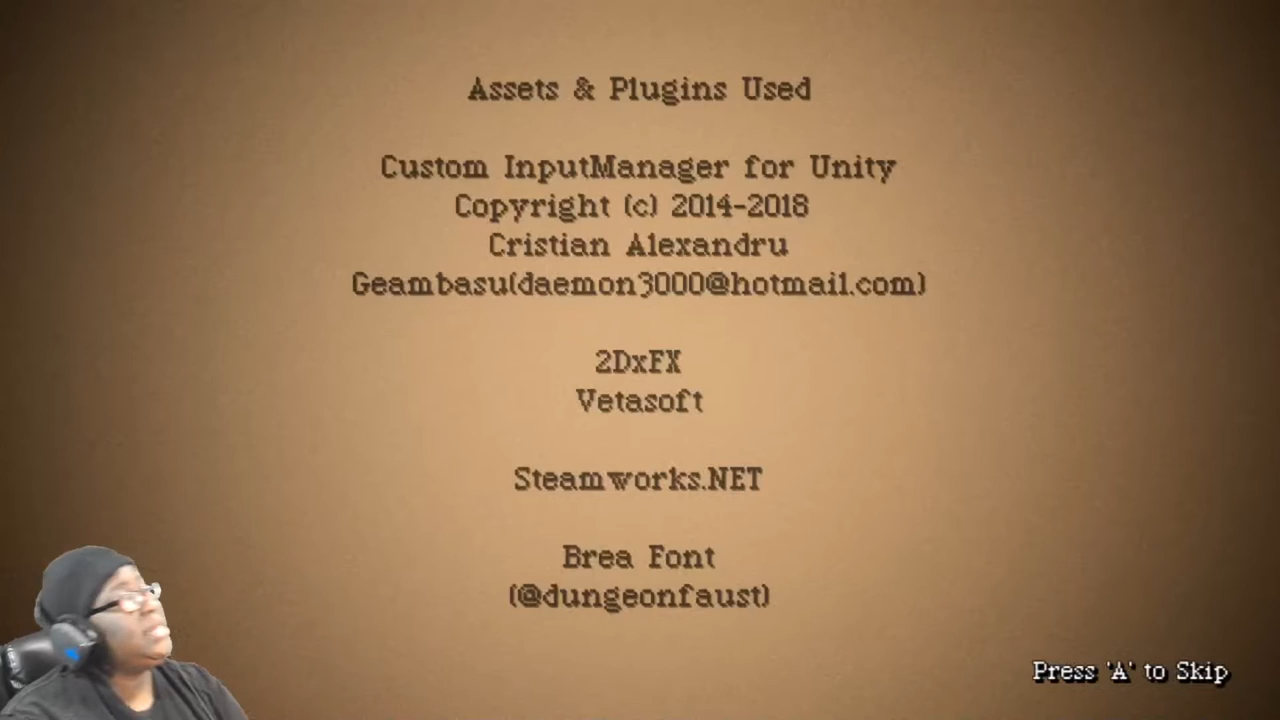 Assets & Plugins Used
Custom InputManager for Unity
Copyright (c) 2014-2018
Cristian Alexandru
Geambasu(daemon3000@hotmail.com)
2DxFX
Vetasoft
Steamworks.NET
Brea Font
(@dungeonfaust)
Press 'A' to Skip